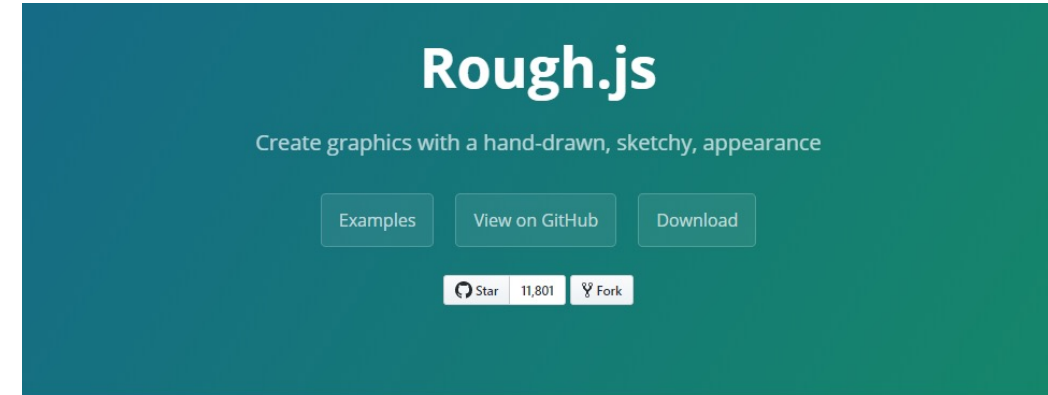 Rough.js
Create graphics with a hand-drawn, sketchy, appearance
Examples View on GitHub Download
Star 11,801 Fork